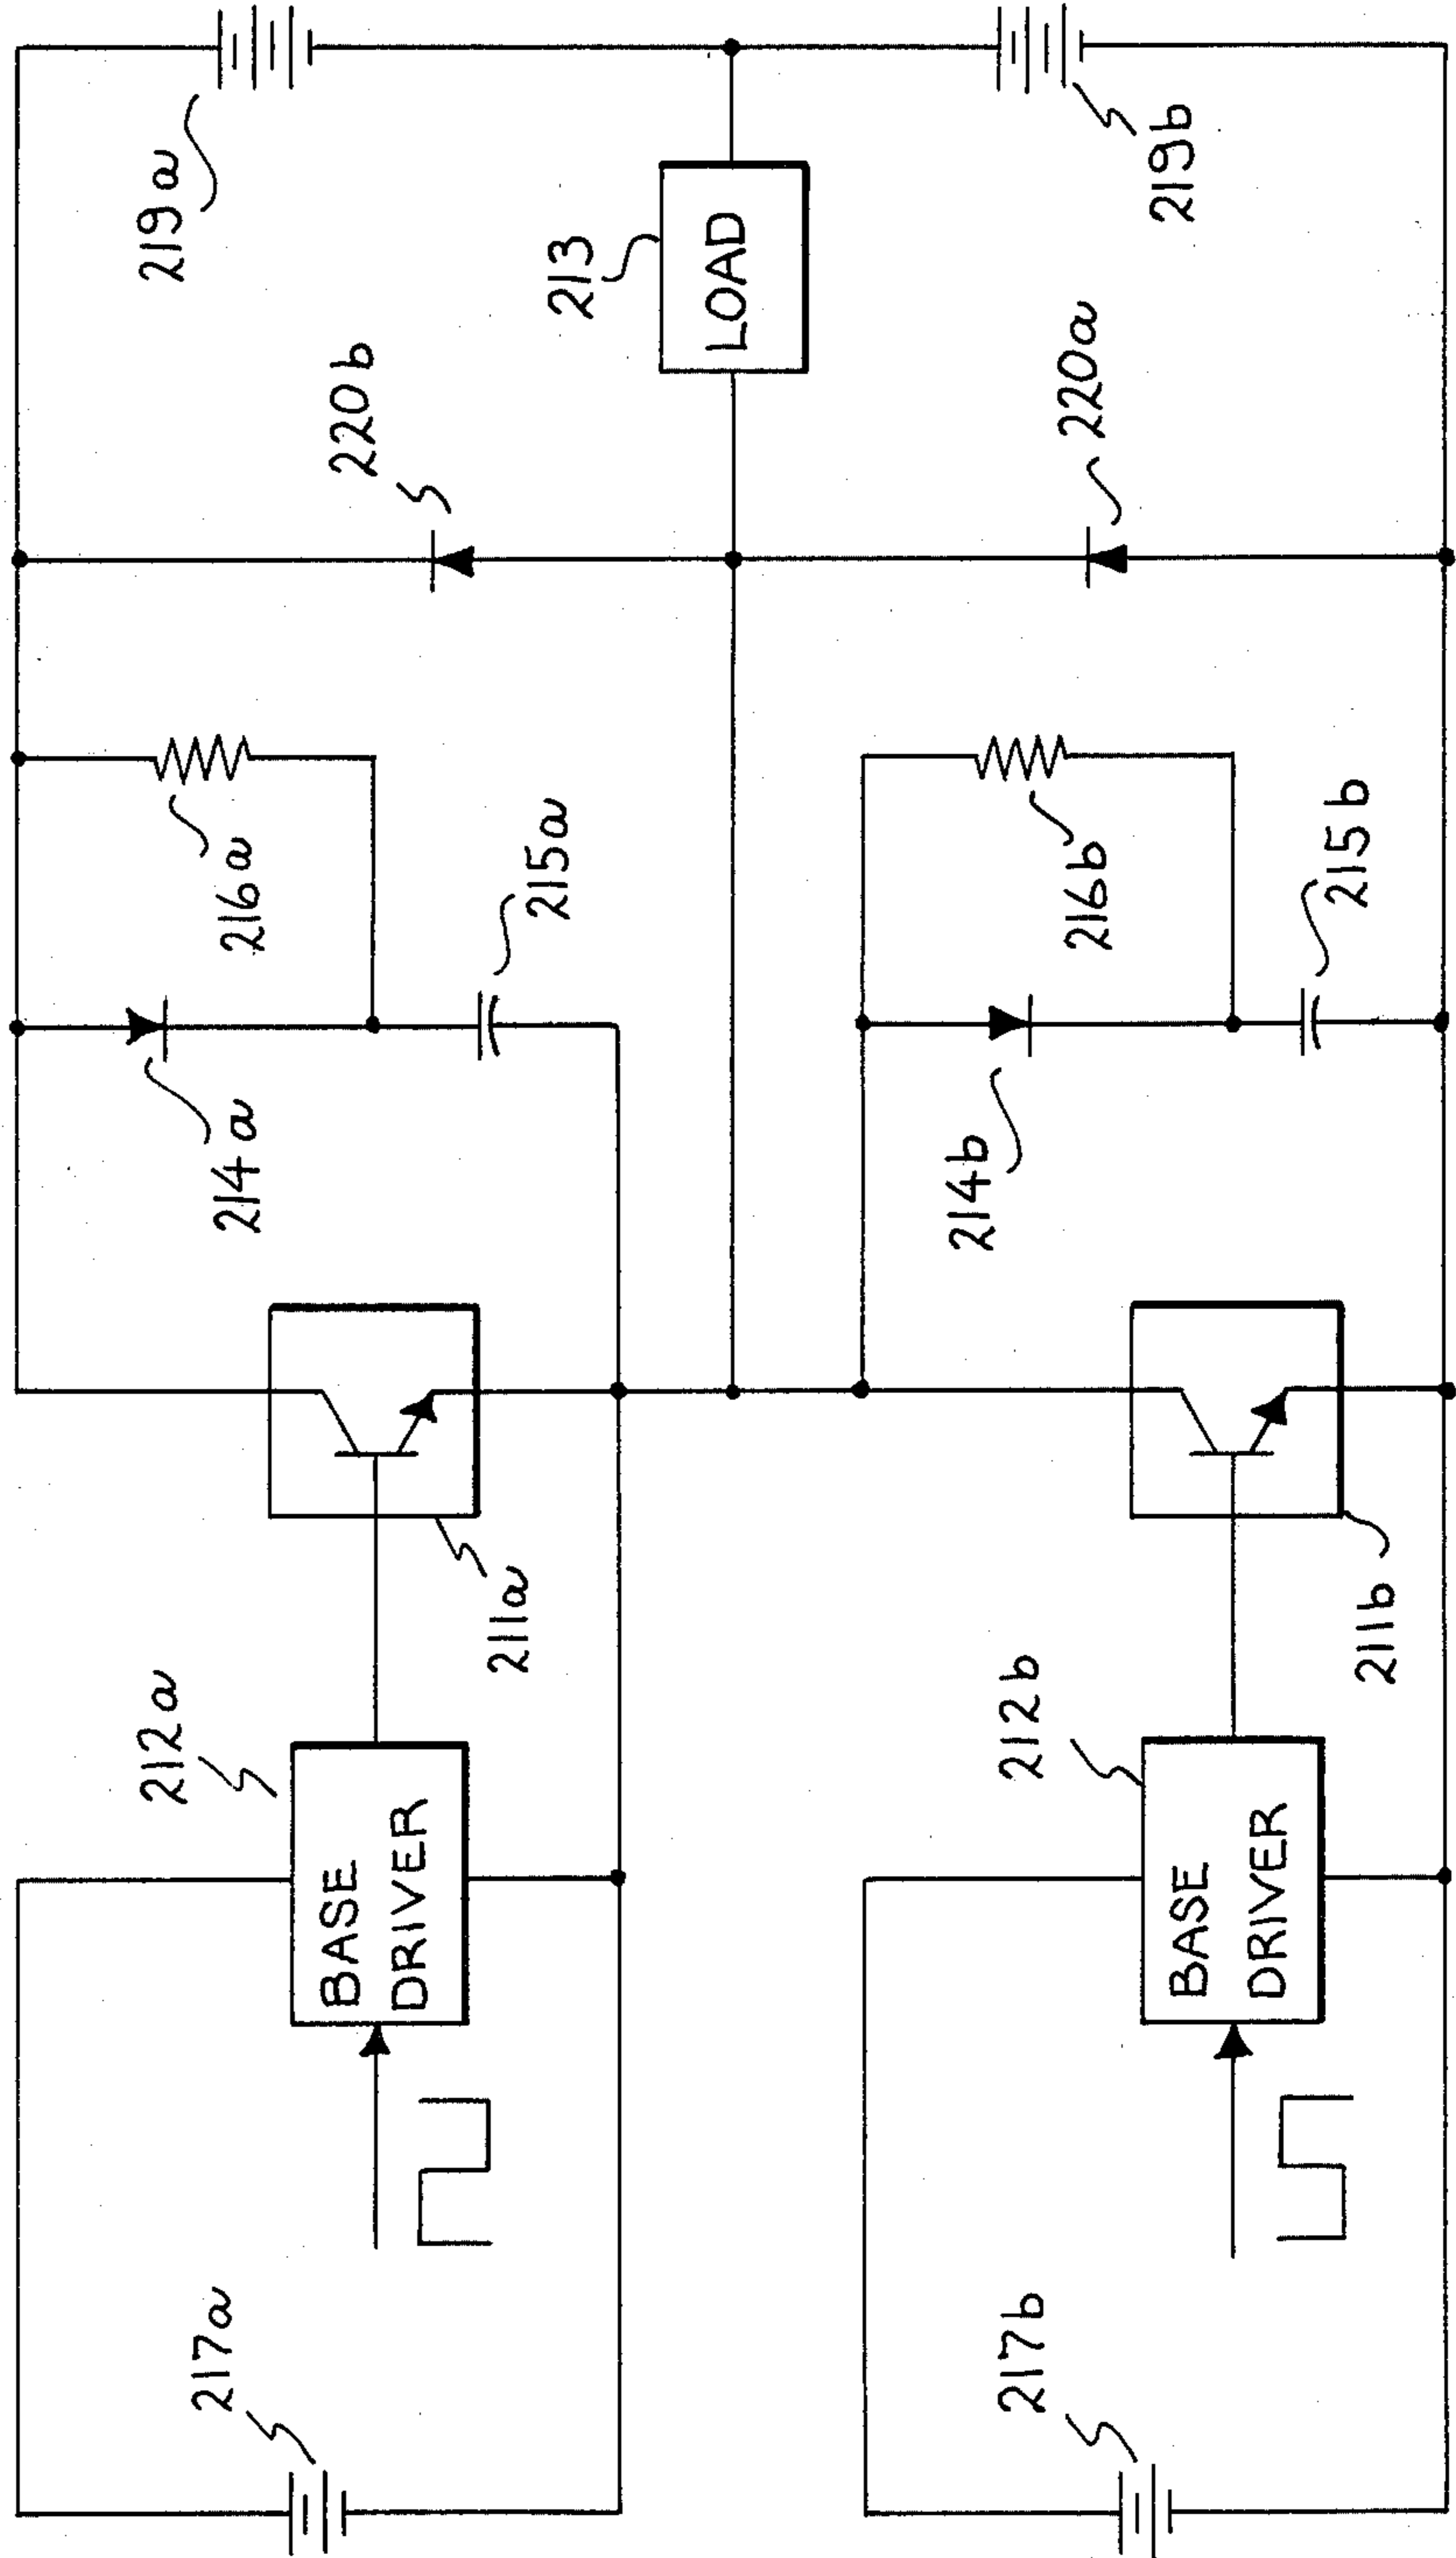 219a
212a
217a
214a
216a
220b
BASE
DRIVER
211a
215a
213
LOAD
214b
217b
212b
220a
216b
219b
BASE
DRIVER
215b
211b